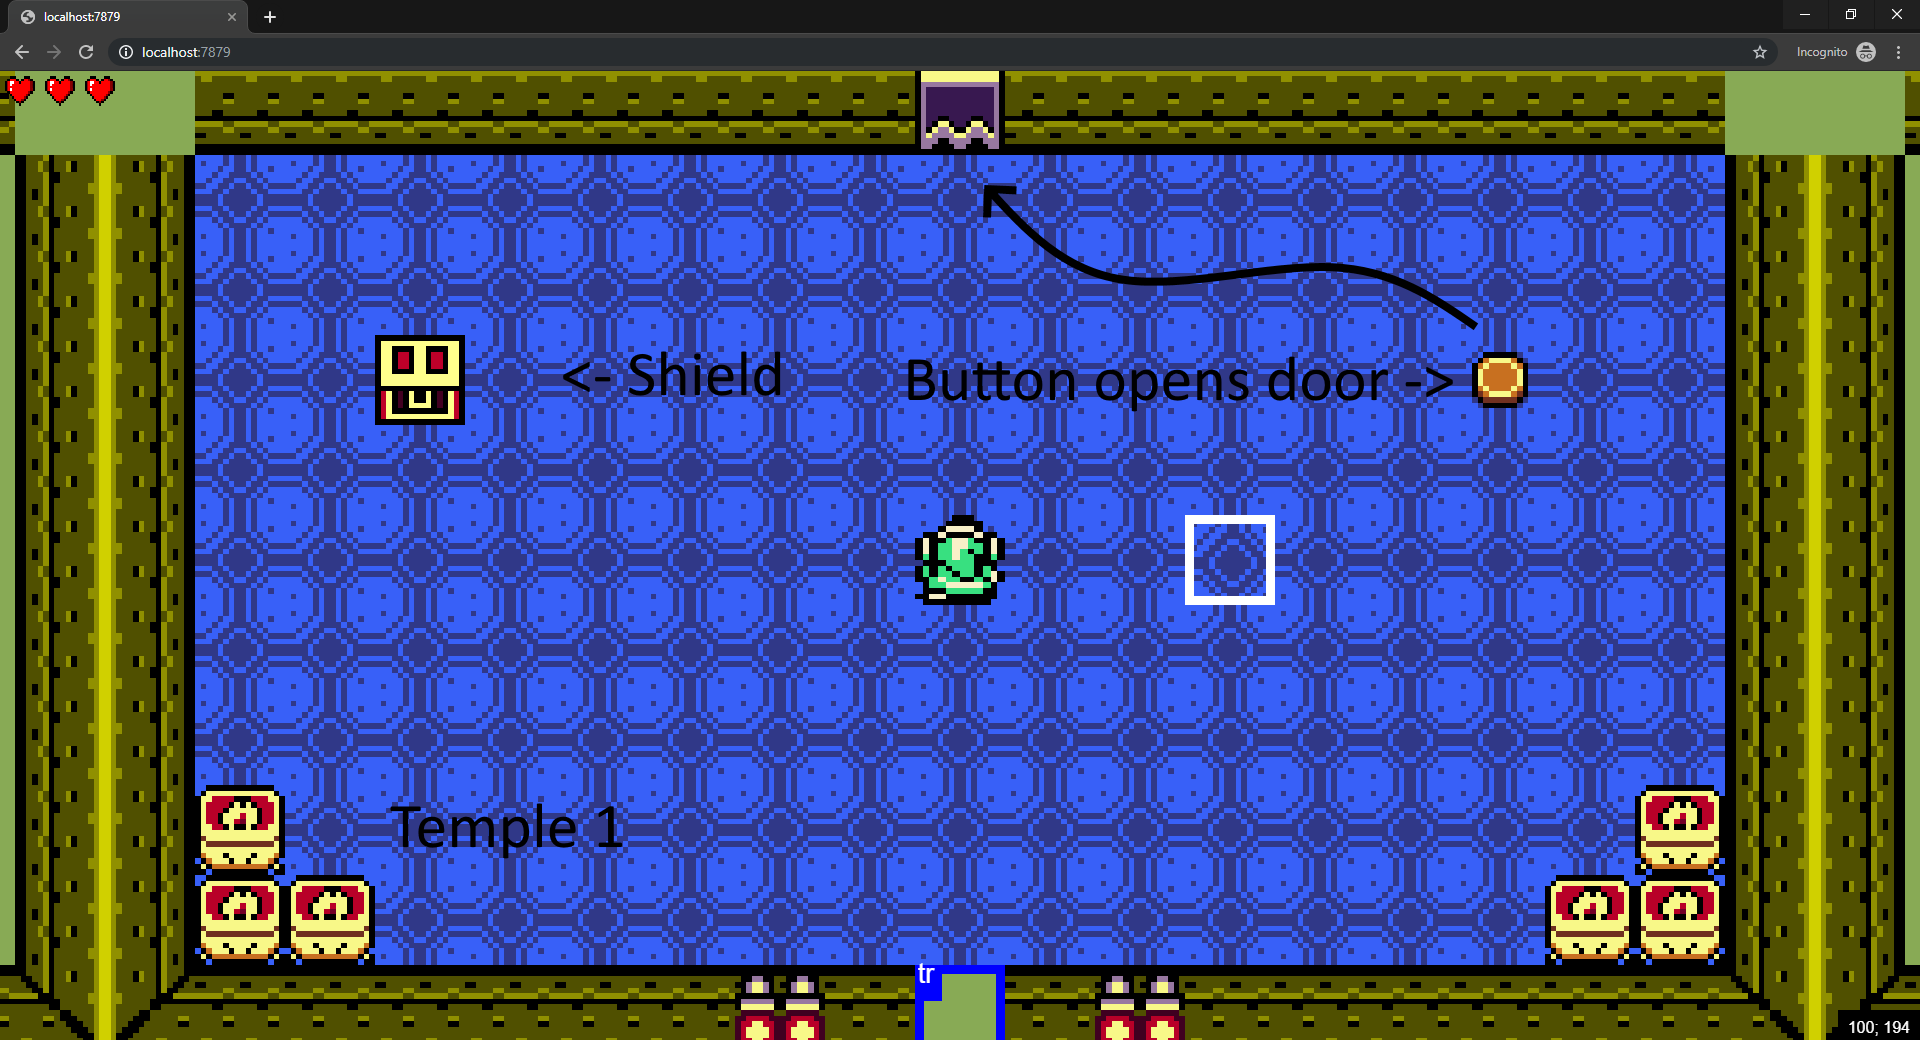 localhost:7879
localhost:7879
Incognito
<- Shield
Button opens door ->
Temple 1
tr
100; 194